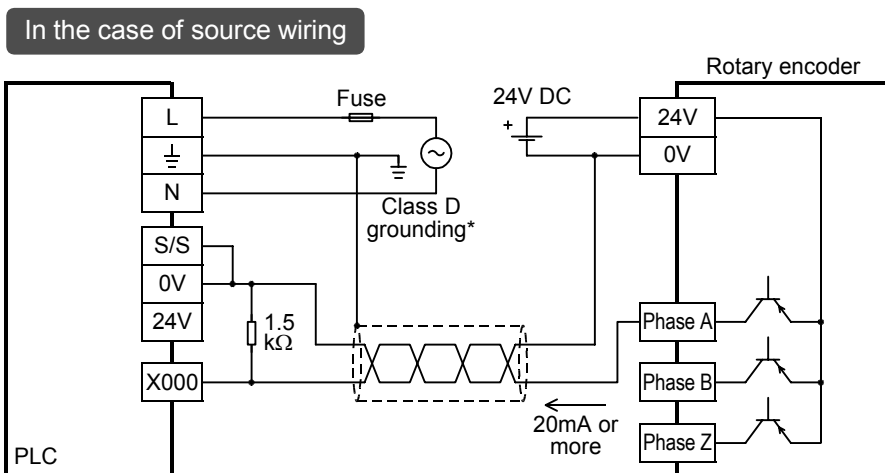 In the case of source wiring
Rotary encoder
Fuse
24V DC
+
L
N
24V
0V
Class D
grounding*
S/S
0V
24V
1.5
kΩ
X000
Phase A
Phase B
Phase Z
20mA or
more
PLC